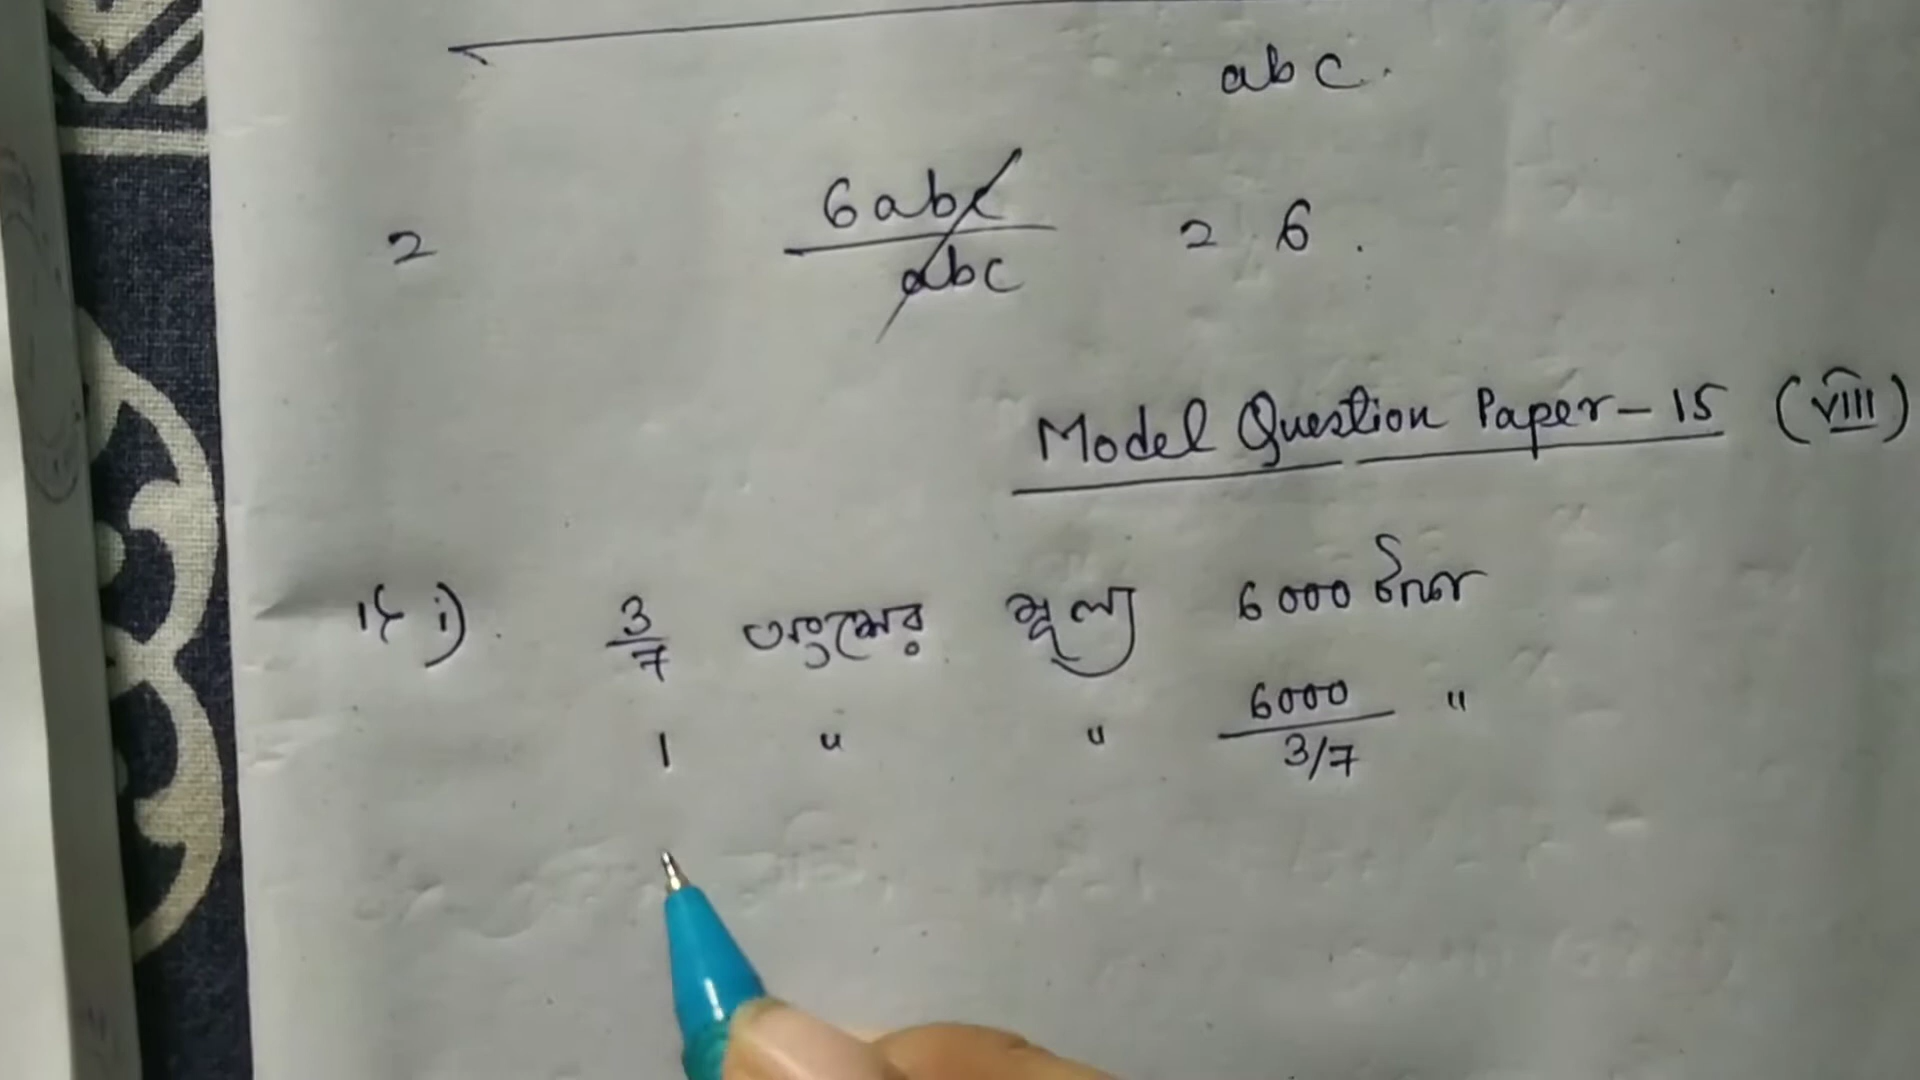 abc.
= 6abc/abc = 6.
Model Question Paper - 15 (VIII)
1} i). 3/7 অংশের মূল্য 6000 টাকা
1 " " 6000/3/7 "